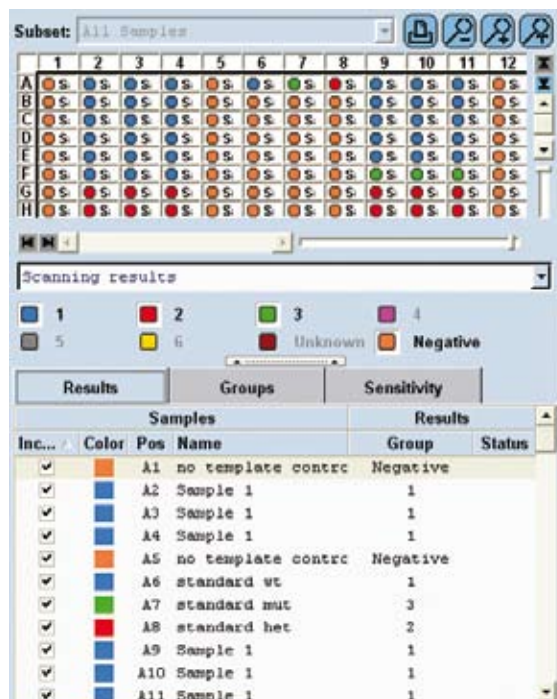 Subset: All Samples
1 2 3 4 5 6 7 8 9 10 11 12
A S S S S S S S S S S S S
B S S S S S S S S S S S S
C S S S S S S S S S S S S
D S S S S S S S S S S S S
E S S S S S S S S S S S S
F S S S S S S S S S S S S
G S S S S S S S S S S S S
H S S S S S S S S S S S S
Scanning results
1 2 3 4
5 6 Unknown Negative
Results Groups Sensitivity
Samples Results
Inc... Color Pos Name Group Status
A1 no template contrc Negative
A2 Sample 1 1
A3 Sample 1 1
A4 Sample 1 1
A5 no template contrc Negative
A6 standard wt 1
A7 standard mut 3
A8 standard het 2
A9 Sample 1 1
A10 Sample 1 1
A11 Sample 1 1